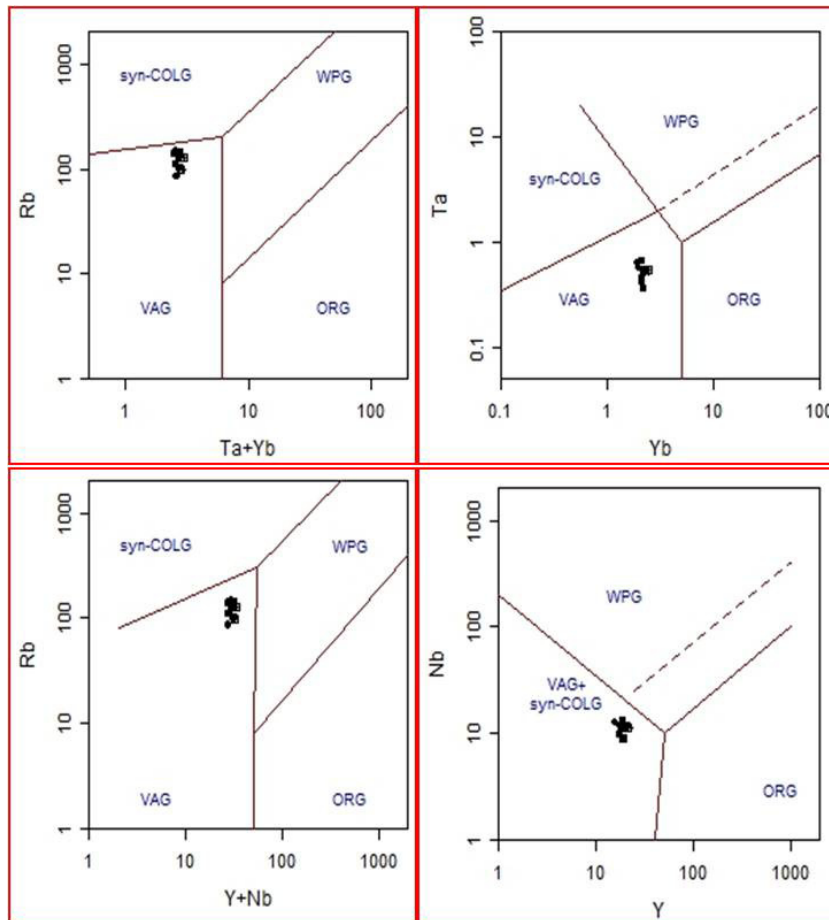 1000
100
10
1
Rb
syn-COLG
WPG
VAG
ORG
1
10
100
Ta+Yb
100
10
1
0.1
Ta
WPG
syn-COLG
VAG
ORG
0.1
1
10
100
Yb
1000
100
10
1
Rb
syn-COLG
WPG
VAG
ORG
1
10
100
1000
Y+Nb
1000
100
10
1
Nb
WPG
VAG+
syn-COLG
ORG
1
10
100
1000
Y